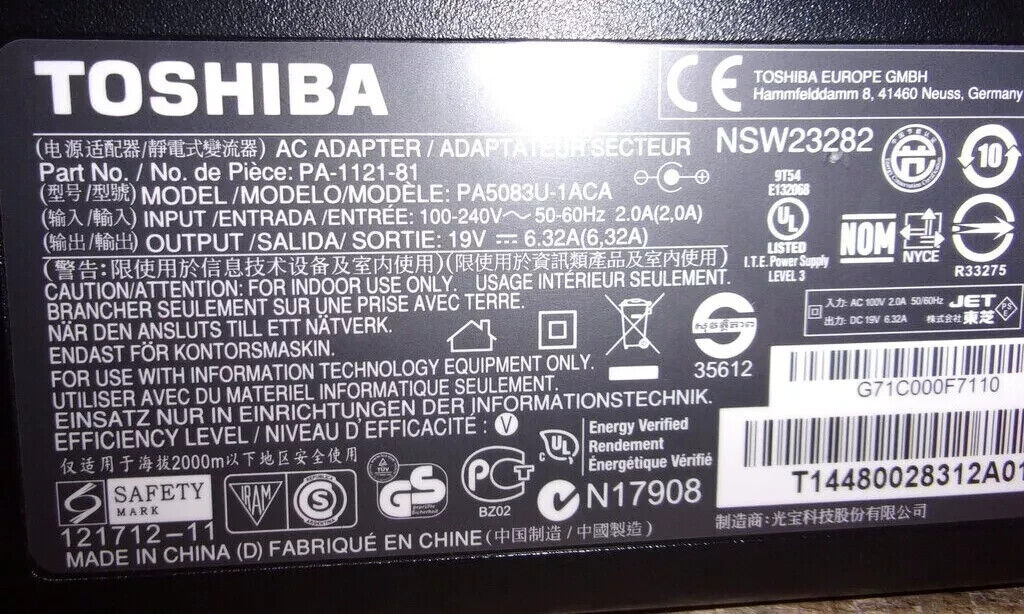 TOSHIBA
TOSHIBA EUROPE GMBH
Hammfelddamm 8, 41460 Neuss, Germany
(电源适配器/靜電式變流器) AC ADAPTER / ADAPTATEUR SECTEUR
NSW23282
Part No. / No. de Pièce: PA-1121-81
(型号/型號) MODEL/MODELO/MODÈLE: PA5083U-1ACA
(输入/輸入) INPUT /ENTRADA /ENTRÉE: 100-240V～ 50-60Hz 2.0A(2,0A)
(输出/輸出) OUTPUT /SALIDA/ SORTIE: 19V ⎓ 6.32A(6,32A)
10
9T54
E132068
UL
LISTED
I.T.E. Power Supply
LEVEL 3
NOM
NYCE
R33275
(警告:限使用於信息技术设备及室内使用)(限使用於資訊類產品及室內使用)
CAUTION/ATTENTION: FOR INDOOR USE ONLY. USAGE INTÉRIEUR SEULEMENT.
BRANCHER SEULEMENT SUR UNE PRISE AVEC TERRE.
NÄR DEN ANSLUTS TILL ETT NÄTVERK.
ENDAST FÖR KONTORSMASKIN.
FOR USE WITH INFORMATION TECHNOLOGY EQUIPMENT ONLY.
UTILISER AVEC DU MATERIEL INFORMATIQUE SEULEMENT.
EINSATZ NUR IN EINRICHTUNGEN DER INFORMATIONSTECHNIK.
EFFICIENCY LEVEL / NIVEAU D'EFFICACITÉ : V
35612
入力: AC 100V 2.0A 50/60Hz JET
出力: DC 19V 6.32A 株式会社 東芝
PSE
G71C000F7110
T14480028312A01
仅适用于海拔2000m以下地区安全使用
SAFETY
MARK
121712-11
IRAM
S
TÜV
GS
geprüfte
Sicherheit
BZ02
c UL
Energy Verified
Rendement
Énergétique Vérifié
N17908
制造商:光宝科技股份有限公司
MADE IN CHINA (D) FABRIQUÉ EN CHINE (中国制造 / 中國製造)